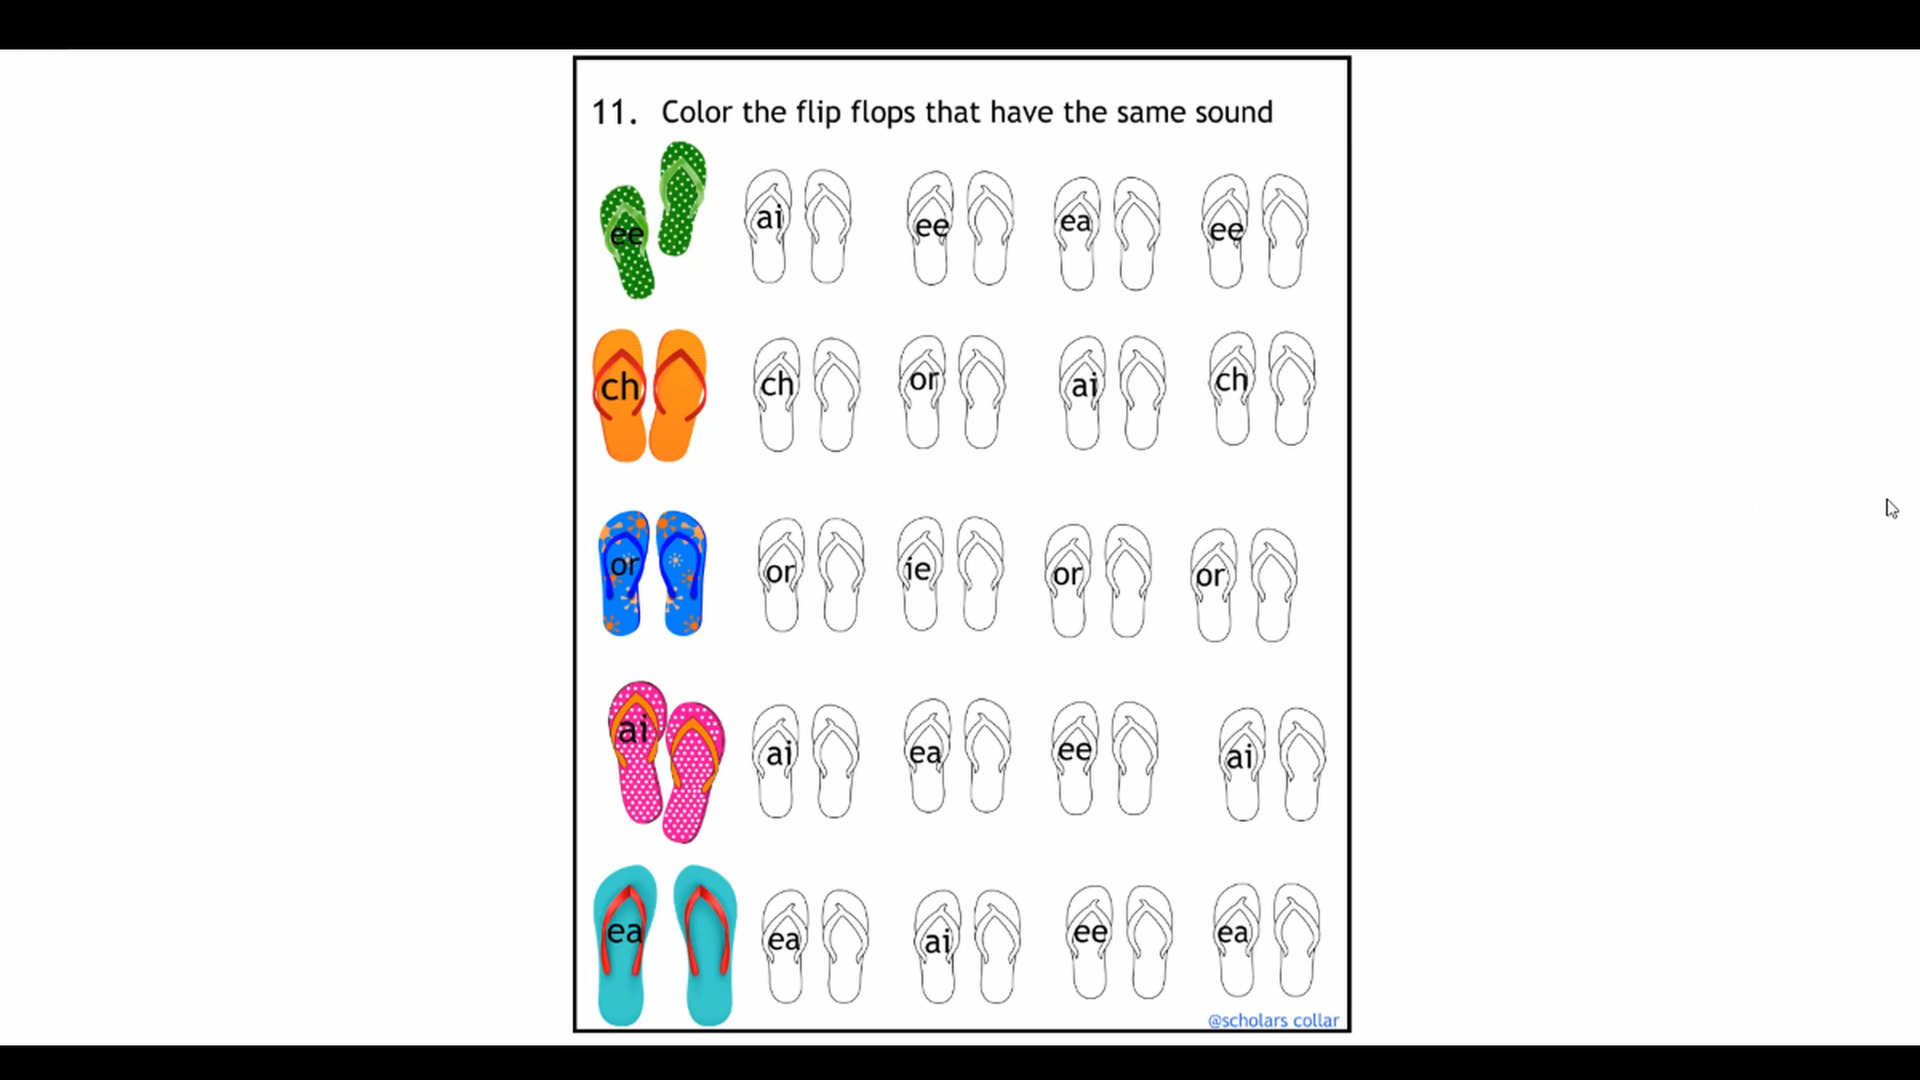 11. Color the flip flops that have the same sound
ee ai ee ea ee
ch ch or ai ch
or or ie or or
ai ai ea ee ai
ea ea ai ee ea
@scholars collar